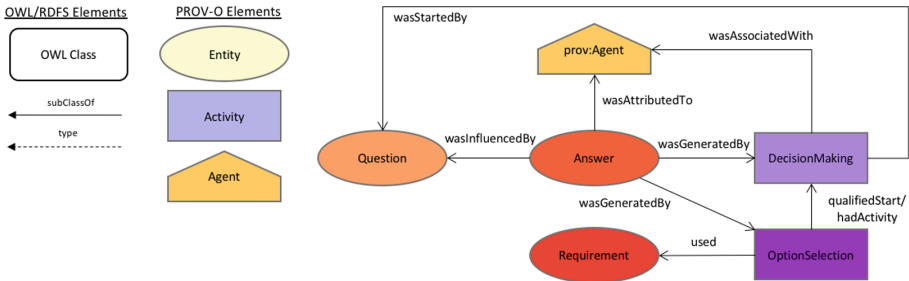 OWL/RDFS Elements
PROV-O Elements
OWL Class
Entity
subClassOf
Activity
type
Agent
wasStartedBy
wasAssociatedWith
prov:Agent
wasAttributedTo
wasInfluencedBy
wasGeneratedBy
Question
Answer
DecisionMaking
wasGeneratedBy
qualifiedStart/
hadActivity
used
Requirement
OptionSelection